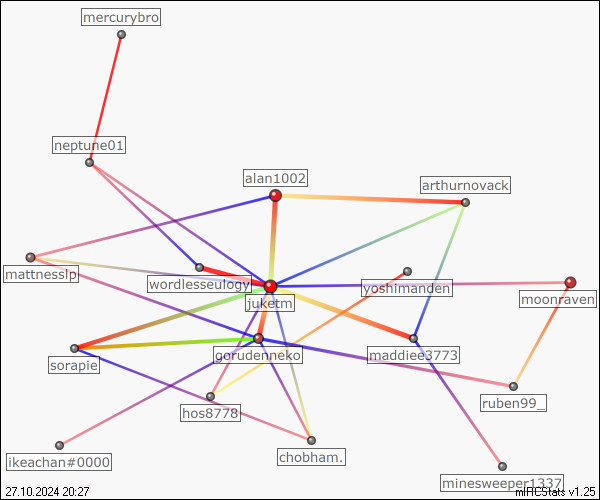 mercurybro
neptune01
alan1002
arthurnovack
mattnesslp
wordlesseulogy
yoshimanden
juketm
moonraven
gorudenneko
maddiee3773
sorapie
ruben99_
hos8778
chobham.
ikeachan#0000
minesweeper1337
27.10.2024 20:27
mIRCStats v1.25